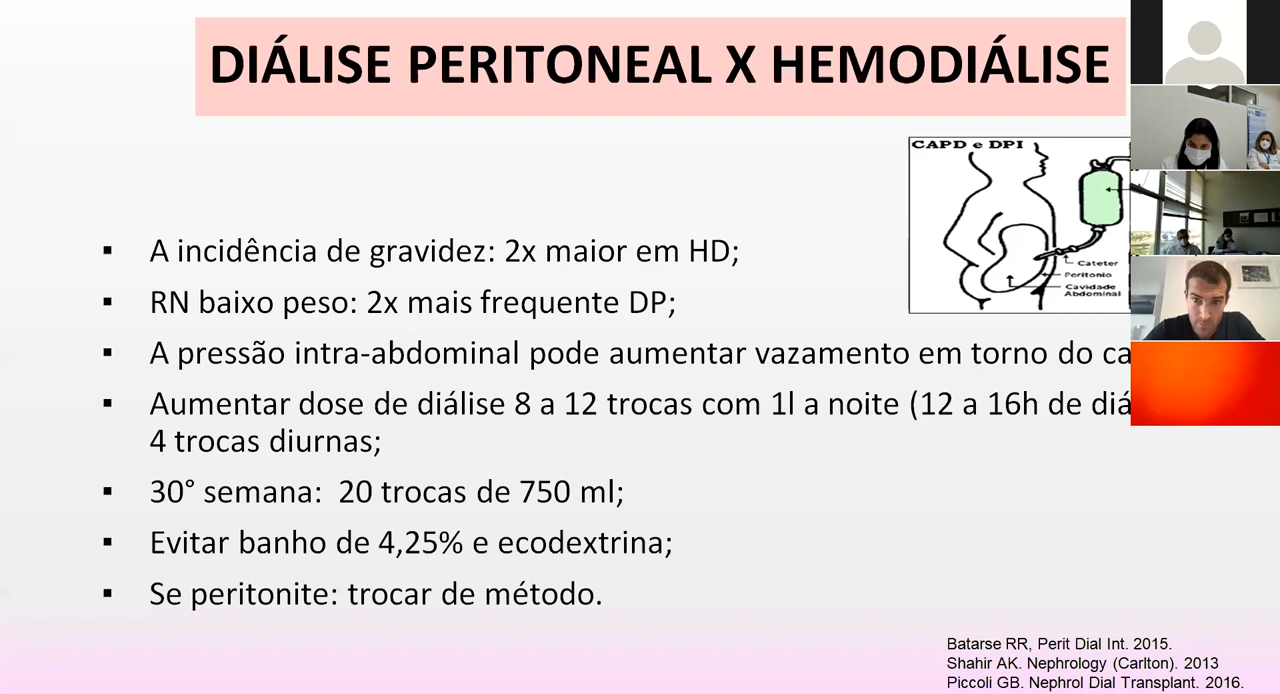 DIÁLISE PERITONEAL X HEMODIÁLISE
CAPD e DPI
Cateter
Peritonio
Cavidade
Abdominal
▪ A incidência de gravidez: 2x maior em HD;
▪ RN baixo peso: 2x mais frequente DP;
▪ A pressão intra-abdominal pode aumentar vazamento em torno do ca
▪ Aumentar dose de diálise 8 a 12 trocas com 1l a noite (12 a 16h de diá
4 trocas diurnas;
▪ 30° semana: 20 trocas de 750 ml;
▪ Evitar banho de 4,25% e ecodextrina;
▪ Se peritonite: trocar de método.
Batarse RR, Perit Dial Int. 2015.
Shahir AK. Nephrology (Carlton). 2013
Piccoli GB. Nephrol Dial Transplant. 2016.